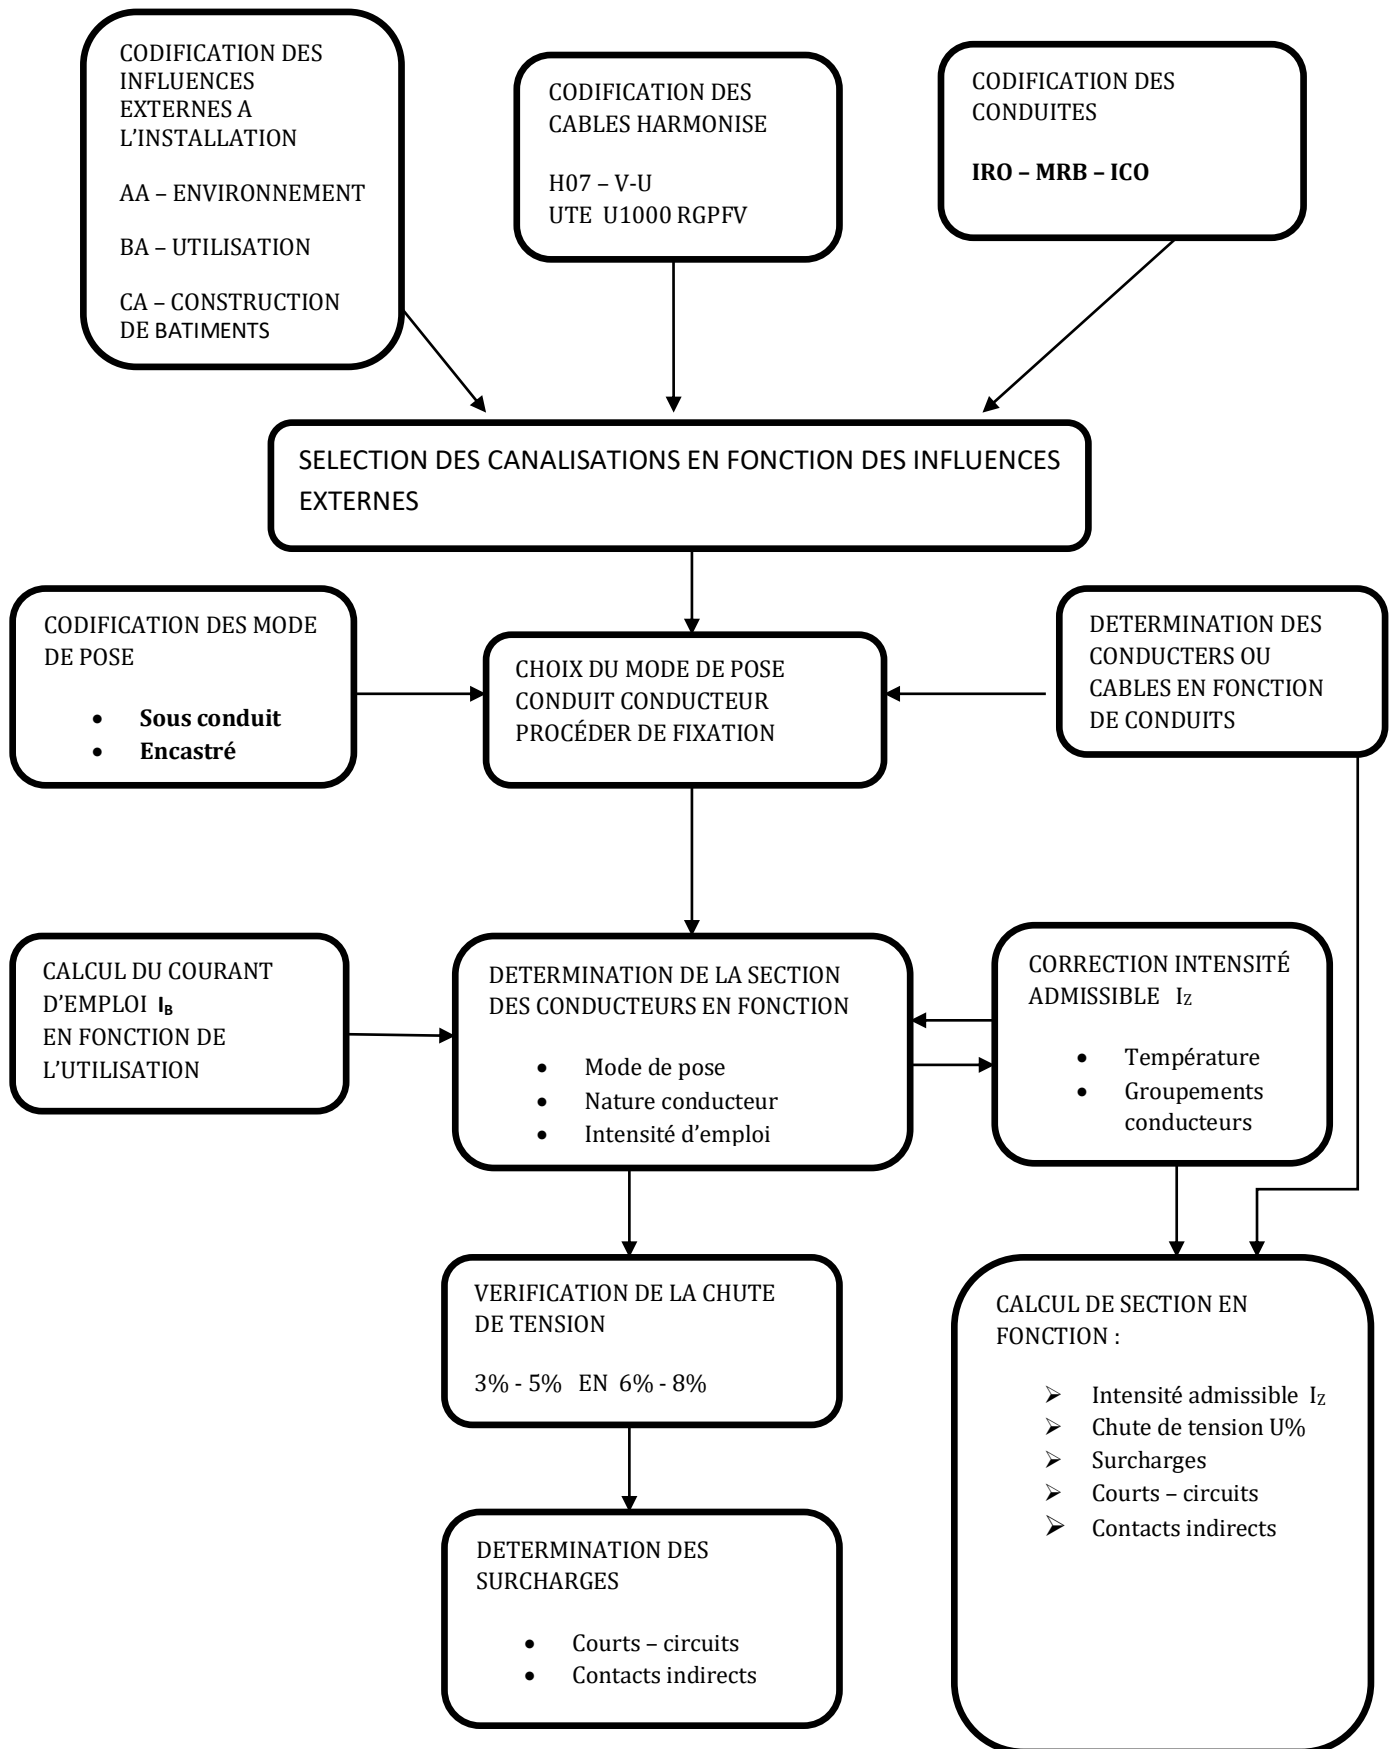 CODIFICATION DES
INFLUENCES
EXTERNES A
L’INSTALLATION
AA – ENVIRONNEMENT
BA – UTILISATION
CA – CONSTRUCTION
DE BATIMENTS
CODIFICATION DES
CABLES HARMONISE
H07 – V-U
UTE U1000 RGPFV
CODIFICATION DES
CONDUITES
IRO – MRB – ICO
SELECTION DES CANALISATIONS EN FONCTION DES INFLUENCES
EXTERNES
CODIFICATION DES MODE
DE POSE
• Sous conduit
• Encastré
CHOIX DU MODE DE POSE
CONDUIT CONDUCTEUR
PROCÉDER DE FIXATION
DETERMINATION DES
CONDUCTERS OU
CABLES EN FONCTION
DE CONDUITS
CALCUL DU COURANT
D’EMPLOI IB
EN FONCTION DE
L’UTILISATION
DETERMINATION DE LA SECTION
DES CONDUCTEURS EN FONCTION
• Mode de pose
• Nature conducteur
• Intensité d’emploi
CORRECTION INTENSITÉ
ADMISSIBLE IZ
• Température
• Groupements
conducteurs
VERIFICATION DE LA CHUTE
DE TENSION
3% - 5% EN 6% - 8%
CALCUL DE SECTION EN
FONCTION :
➢ Intensité admissible IZ
➢ Chute de tension U%
➢ Surcharges
➢ Courts – circuits
➢ Contacts indirects
DETERMINATION DES
SURCHARGES
• Courts – circuits
• Contacts indirects